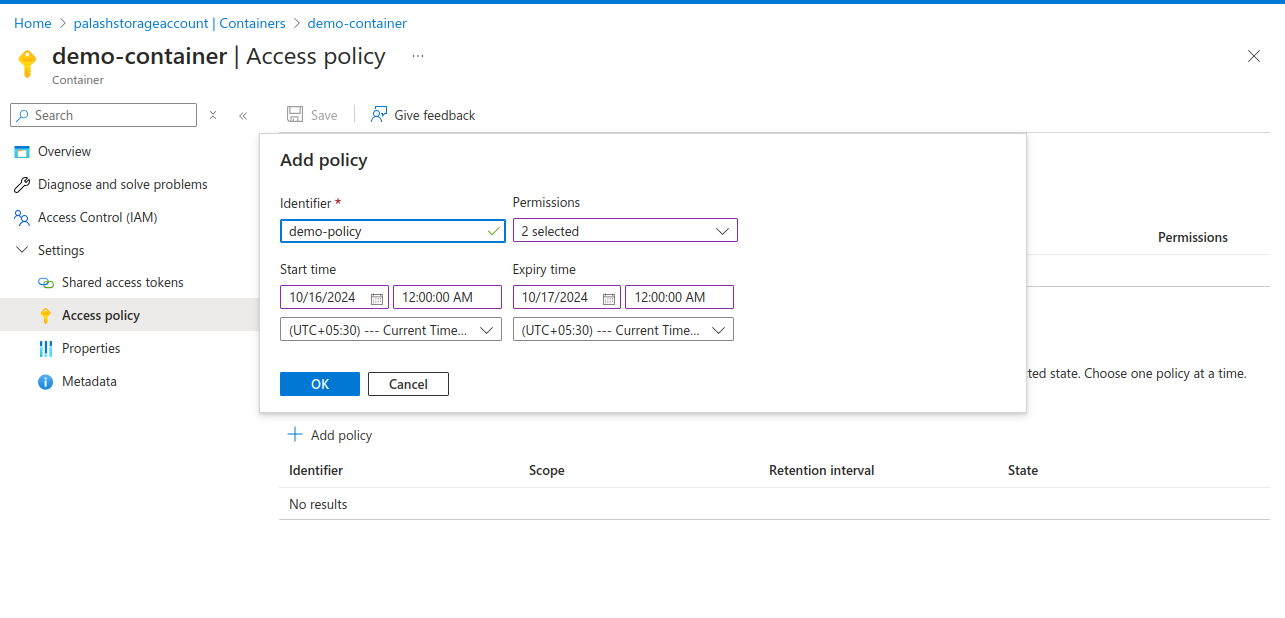 Home > palashstorageaccount | Containers > demo-container
demo-container | Access policy ...
Container
Search
Save
Give feedback
Overview
Diagnose and solve problems
Access Control (IAM)
Settings
Shared access tokens
Access policy
Properties
Metadata
Add policy
Identifier * Permissions
demo-policy 2 selected
Start time Expiry time
10/16/2024 12:00:00 AM 10/17/2024 12:00:00 AM
(UTC+05:30) --- Current Time... (UTC+05:30) --- Current Time...
OK Cancel
Permissions
ted state. Choose one policy at a time.
+ Add policy
Identifier Scope Retention interval State
No results